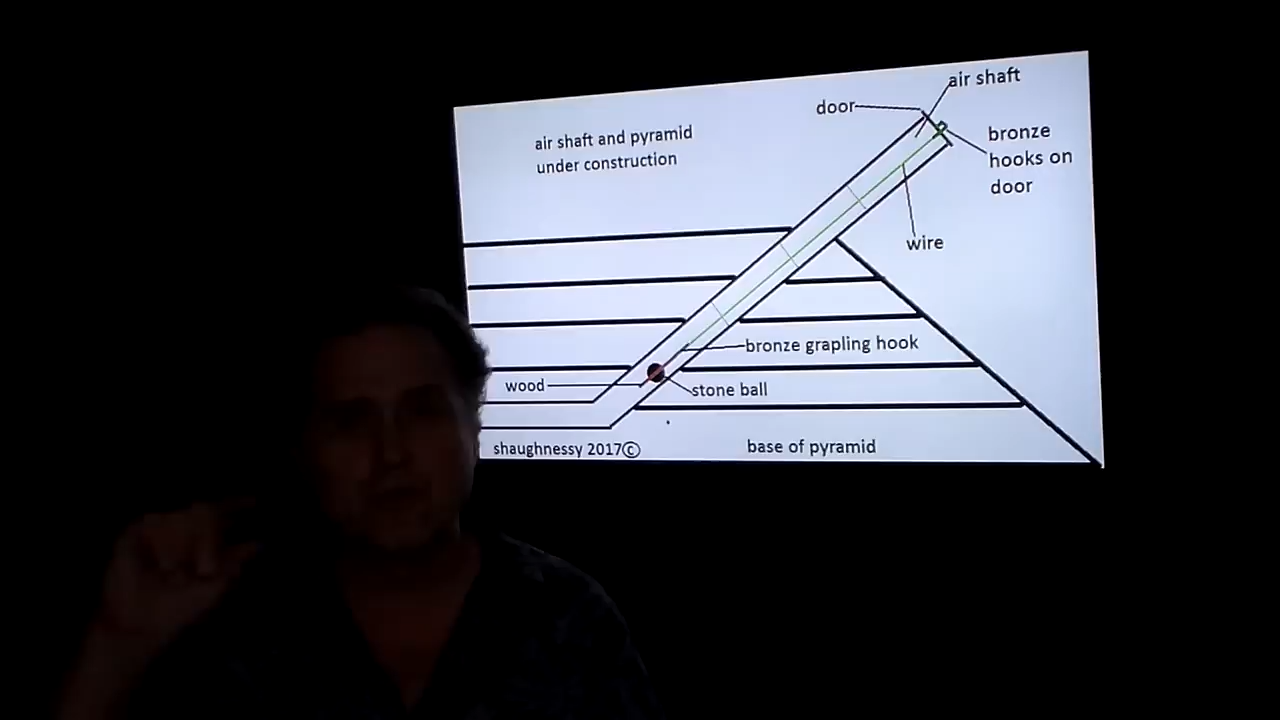 air shaft
door
air shaft and pyramid
under construction
bronze
hooks on
door
wire
bronze grapling hook
wood
stone ball
shaughnessy 2017©
base of pyramid